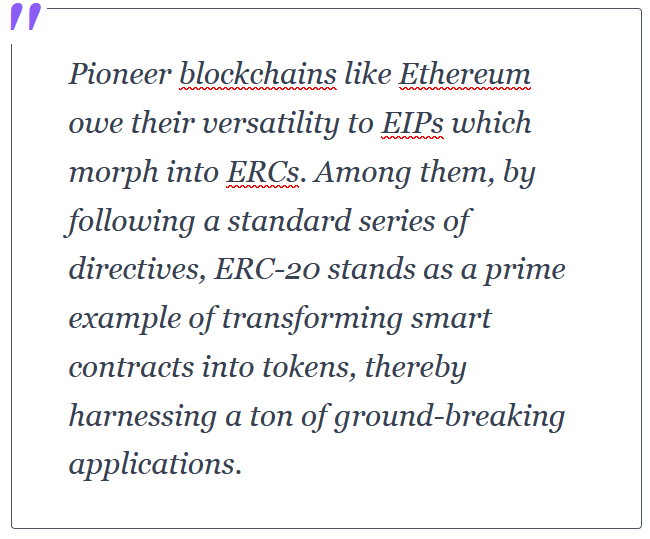 Pioneer blockchains like Ethereum
owe their versatility to EIPs which
morph into ERCs. Among them, by
following a standard series of
directives, ERC-20 stands as a prime
example of transforming smart
contracts into tokens, thereby
harnessing a ton of ground-breaking
applications.